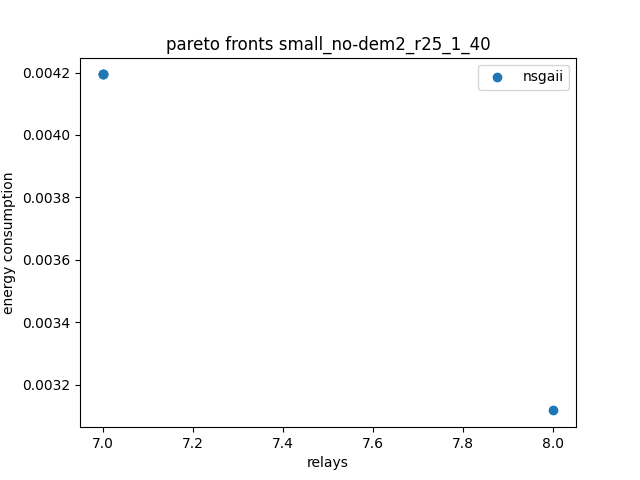 pareto fronts small_no-dem2_r25_1_40
nsgaii
0.0042
0.0040
0.0038
0.0036
0.0034
0.0032
energy consumption
7.0 7.2 7.4 7.6 7.8 8.0
relays